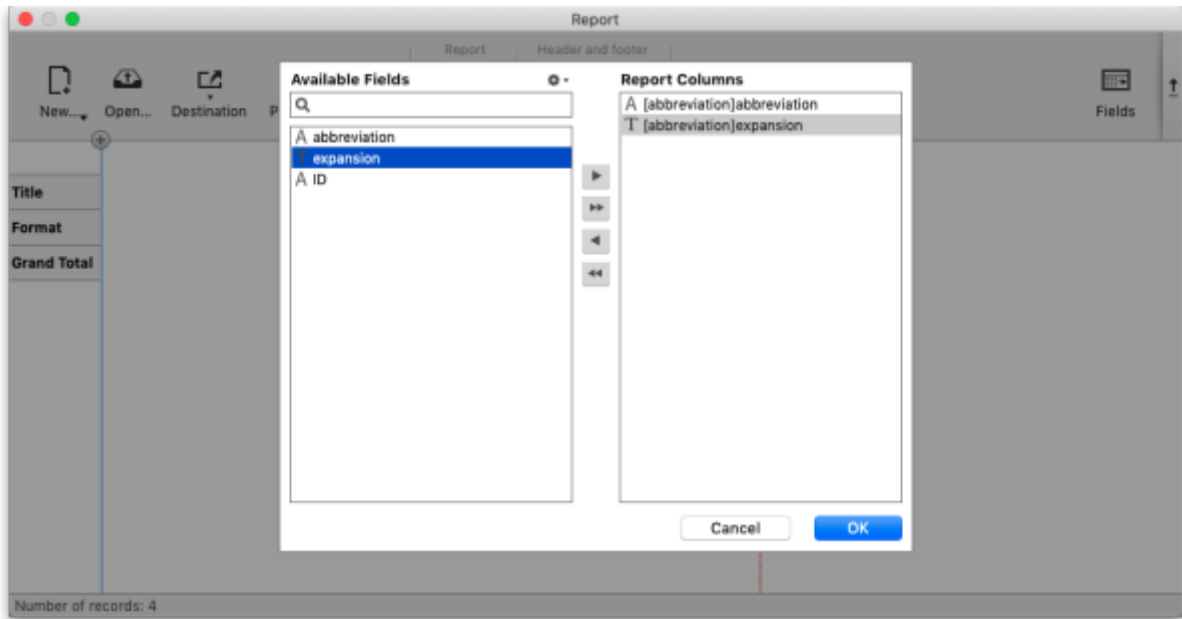 Report
Report Header and footer
New... Open... Destination P
Fields
Title
Format
Grand Total
Available Fields
A abbreviation
T expansion
A ID
Report Columns
A [abbreviation]abbreviation
T [abbreviation]expansion
Cancel OK
Number of records: 4